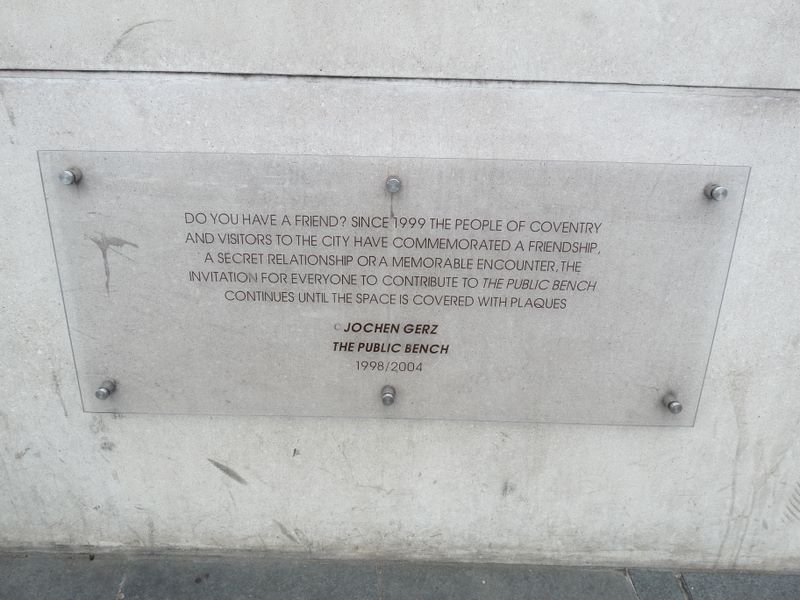 DO YOU HAVE A FRIEND? SINCE 1999 THE PEOPLE OF COVENTRY
AND VISITORS TO THE CITY HAVE COMMEMORATED A FRIENDSHIP,
A SECRET RELATIONSHIP OR A MEMORABLE ENCOUNTER, THE
INVITATION FOR EVERYONE TO CONTRIBUTE TO THE PUBLIC BENCH
CONTINUES UNTIL THE SPACE IS COVERED WITH PLAQUES
© JOCHEN GERZ
THE PUBLIC BENCH
1998/2004